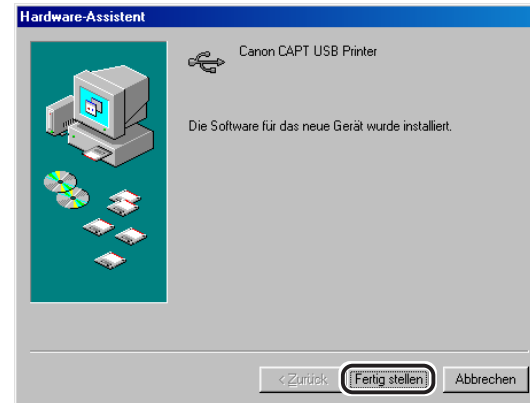 Hardware-Assistent
Canon CAPT USB Printer
Die Software für das neue Gerät wurde installiert.
< Zurück
Fertig stellen
Abbrechen